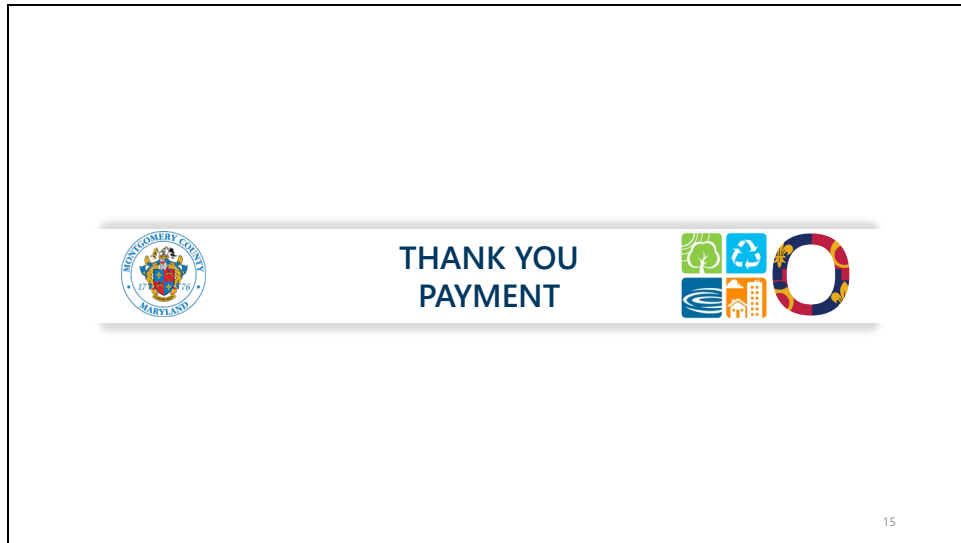 MONTGOMERY COUNTY
17 76
MARYLAND
THANK YOU
PAYMENT
15